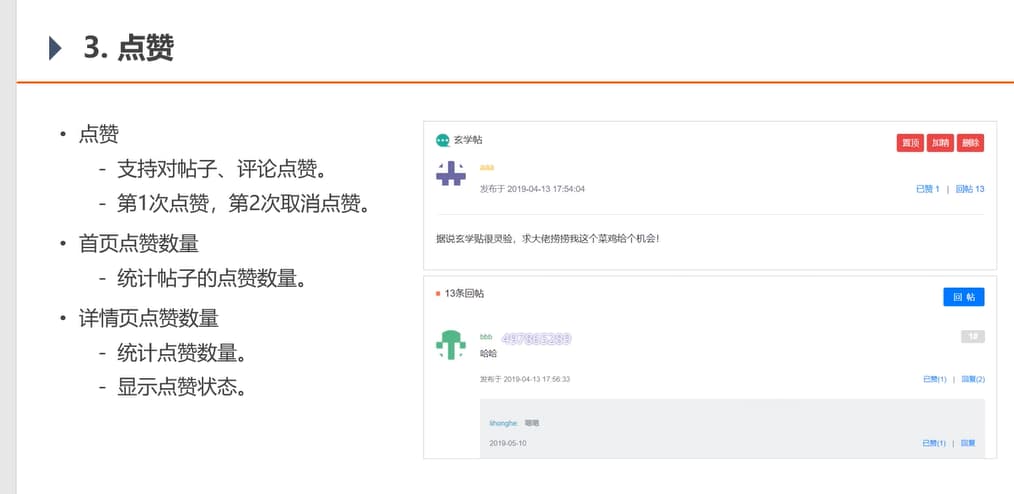 3. 点赞
• 点赞
- 支持对帖子、评论点赞。
- 第1次点赞，第2次取消点赞。
• 首页点赞数量
- 统计帖子的点赞数量。
• 详情页点赞数量
- 统计点赞数量。
- 显示点赞状态。
玄学帖
置顶 加精 删除
aaa
发布于 2019-04-13 17:54:04
已赞 1 | 回帖 13
据说玄学贴很灵验，求大佬捞捞我这个菜鸡给个机会！
13条回帖
回 帖
bbb 497865289
1#
哈哈
发布于 2019-04-13 17:56:33
已赞(1) | 回复(2)
lihonghe: 嗯嗯
2019-05-10
已赞(1) | 回复